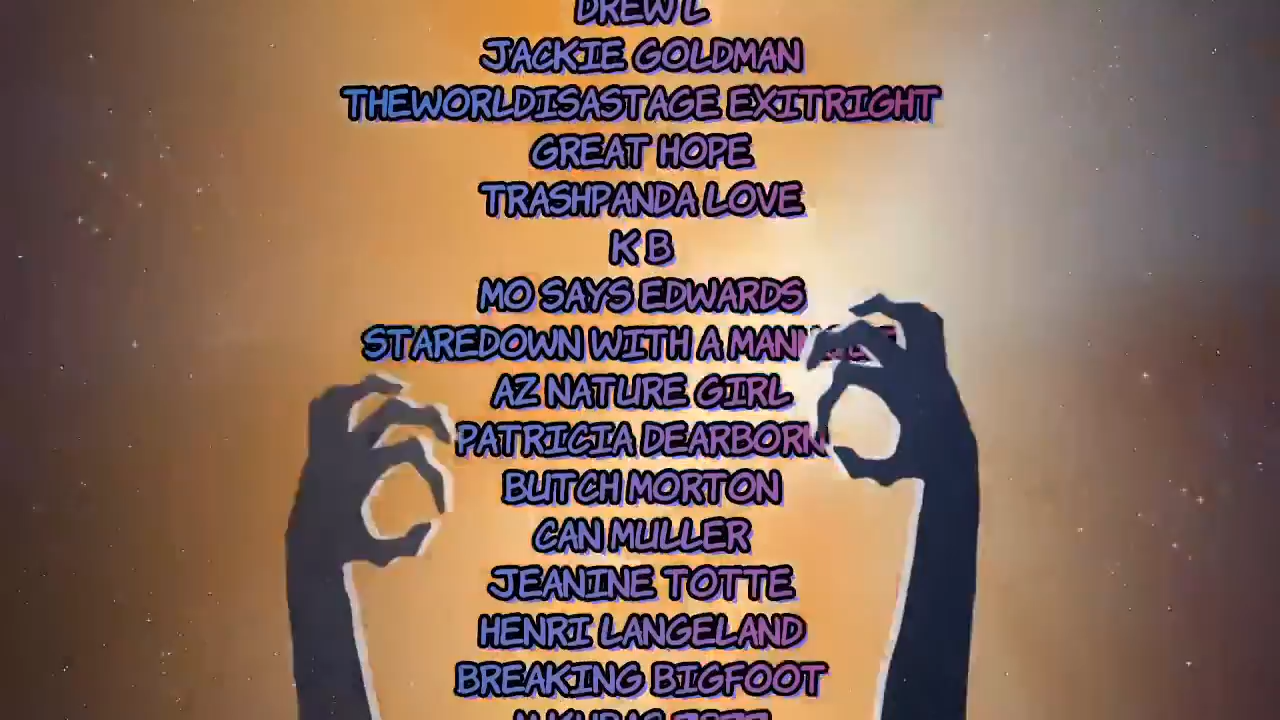 DREW L
JACKIE GOLDMAN
THEWORLDISASTAGE EXITRIGHT
GREAT HOPE
TRASHPANDA LOVE
K B
MO SAYS EDWARDS
STAREDOWN WITH A
AZ NATURE GIRL
PATRICIA DEARBORN
BUTCH MORTON
CAN MULLER
JEANINE TOTTE
HENRI LANGELAND
BREAKING BIGFOOT